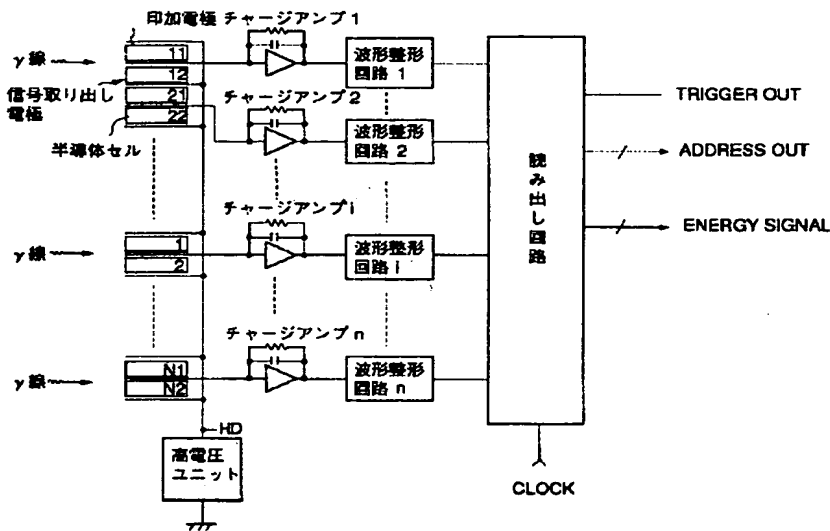 印加電極 チャージアンプ 1
γ線
11
12
21
22
信号取り出し
電極
半導体セル
波形整形
回路 1
チャージアンプ 2
波形整形
回路 2
チャージアンプ i
γ線
1
2
波形整形
回路 i
チャージアンプ n
γ線
N1
N2
波形整形
回路 n
HD
高電圧
ユニット
読み出し回路
TRIGGER OUT
ADDRESS OUT
ENERGY SIGNAL
CLOCK